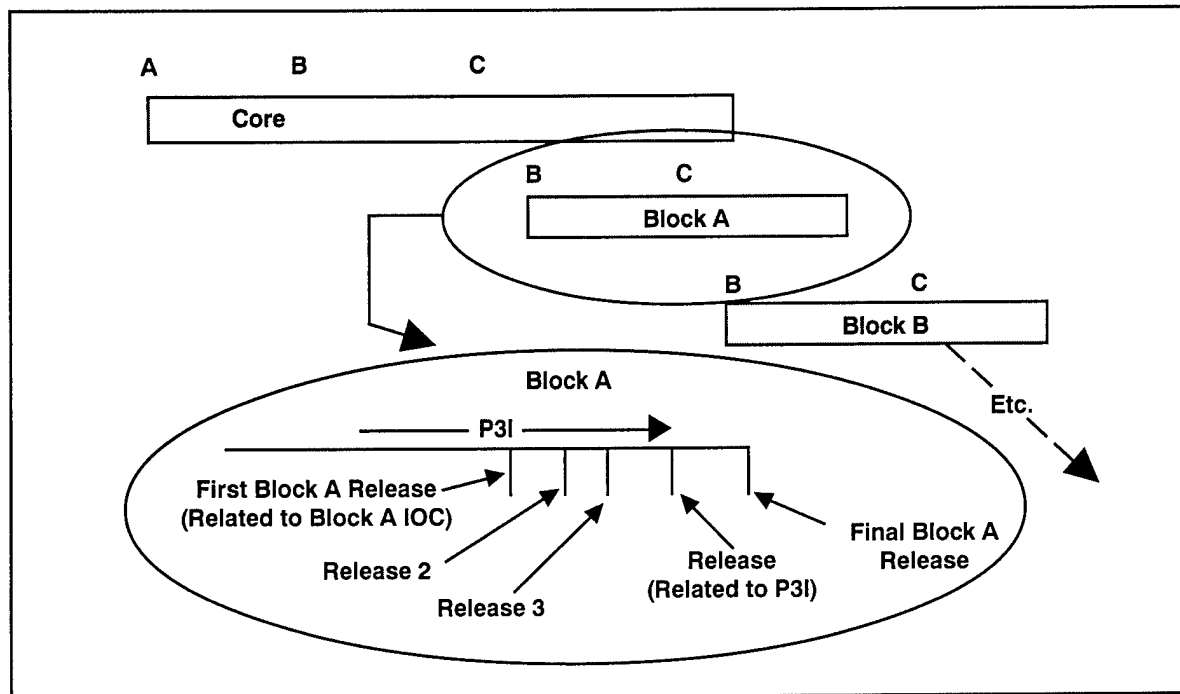 A B C
Core
B C
Block A
B C
Block B
Etc.
Block A
P3I
First Block A Release
(Related to Block A IOC)
Release 2
Release 3
Release
(Related to P3I)
Final Block A
Release